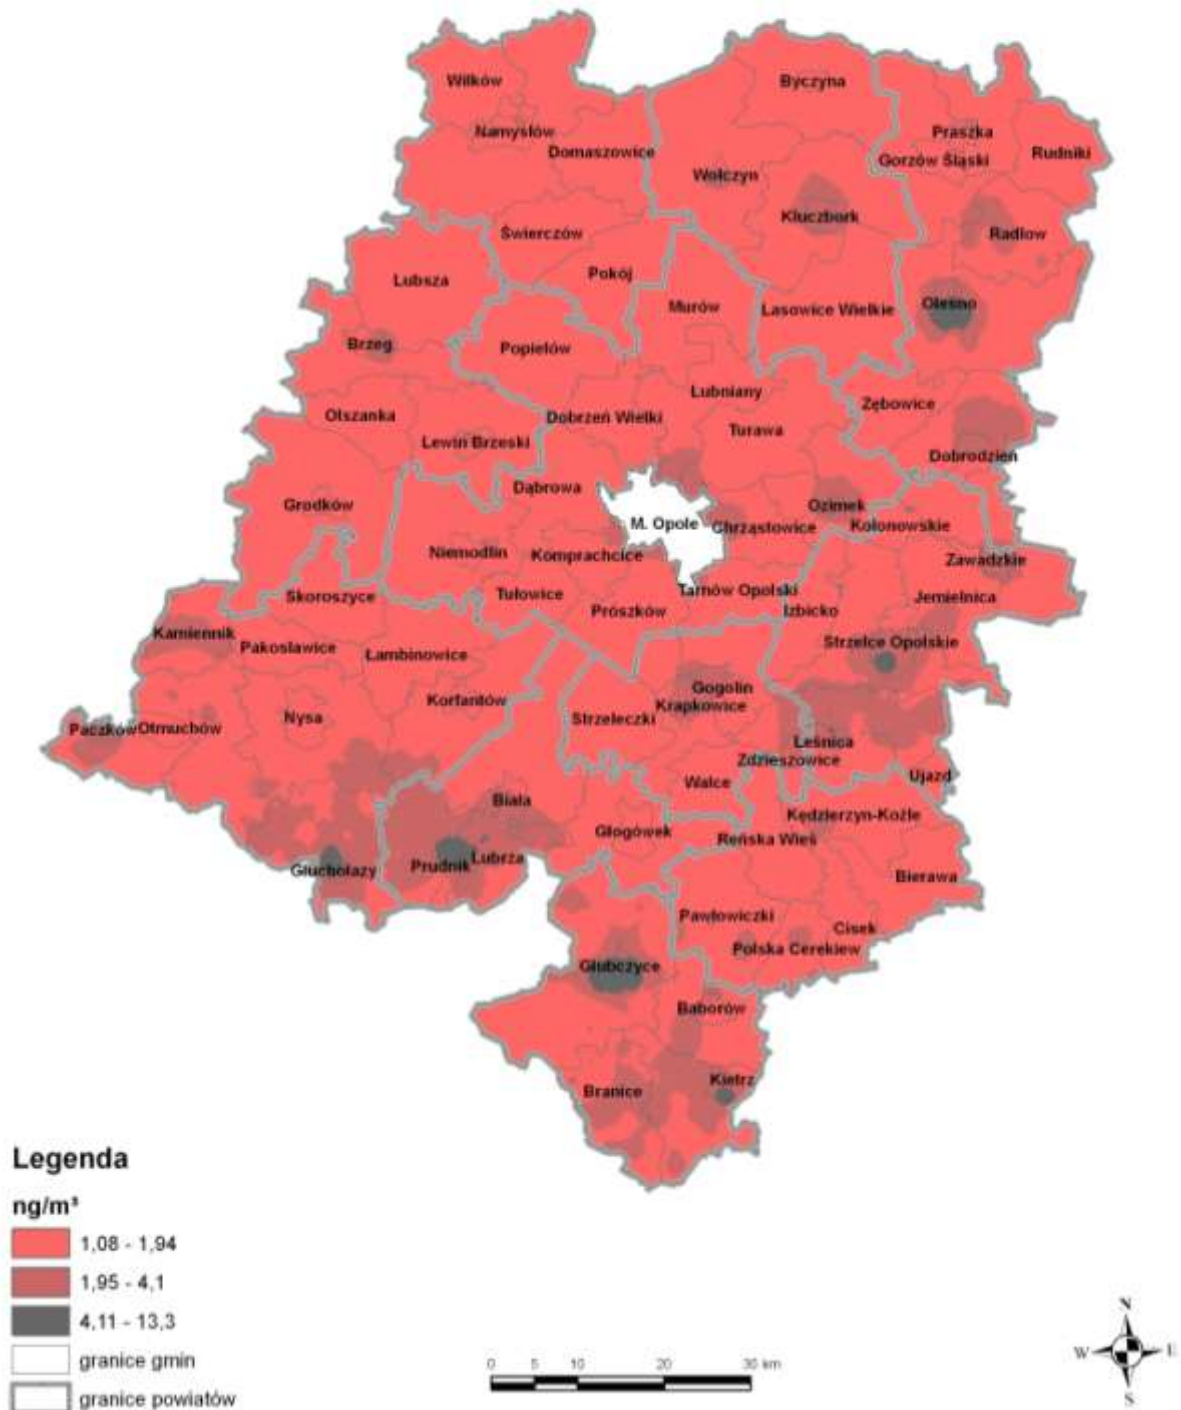 Wilków
Byczyna
Namysłów
Praszka
Domaszowice
Gorzów Śląski
Rudniki
Wołczyn
Kluczbork
Świerczów
Radłow
Pokój
Lubsza
Murów
Lasowice Wielkie
Olesno
Brzeg
Popielów
Lubniany
Zębowice
Olszanka
Dobrzeń Wielki
Turawa
Lewin Brzeski
Dobrodzień
Dąbrowa
Grodków
Ozimek
M. Opole
Chrząstowice
Kolonowskie
Niemodlin
Komprachcice
Zawadzkie
Skoroszyce
Tułowice
Tarnów Opolski
Jemielnica
Prószków
Izbicko
Kamiennik
Pakosławice
Łambinowice
Strzelce Opolskie
Gogolin
Korfantów
Krapkowice
Nysa
Strzeleczki
Paczków
Otmuchów
Leśnica
Zdzieszowice
Walce
Ujazd
Biała
Kędzierzyn-Koźle
Głogówek
Reńska Wieś
Głuchołazy
Prudnik
Lubrza
Bierawa
Pawłowiczki
Cisek
Polska Cerekiew
Głubczyce
Baborów
Kietrz
Branice
Legenda
ng/m³
1,08 - 1,94
1,95 - 4,1
4,11 - 13,3
granice gmin
granice powiatów
0 5 10 20 30 km
N
W E
S